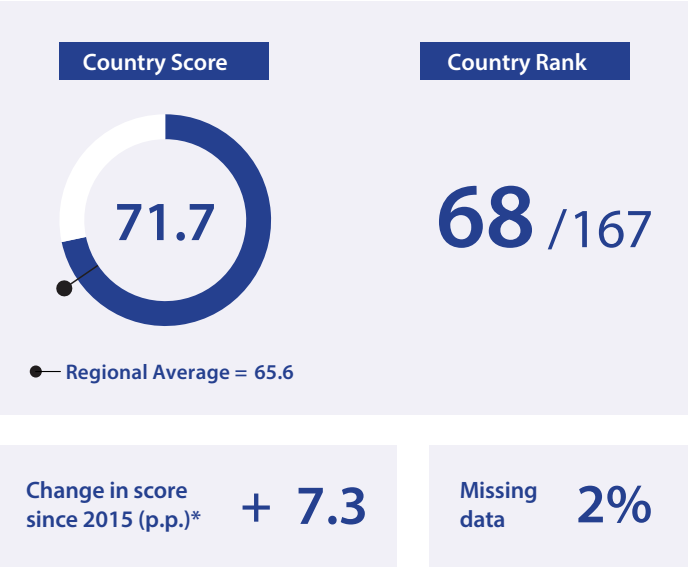 Country Score
Country Rank
71.7
68 /167
Regional Average = 65.6
Change in score
since 2015 (p.p.)*
+ 7.3
Missing
data
2%